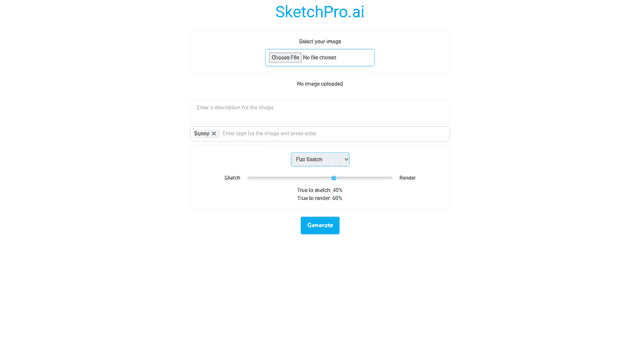 SketchPro.ai
Select your image
Choose File No file chosen
No image uploaded
Enter a description for the image
Sunny × Enter tags for the image and press enter
Flat Sketch
Sketch Render
True to sketch: 40%
True to render: 60%
Generate